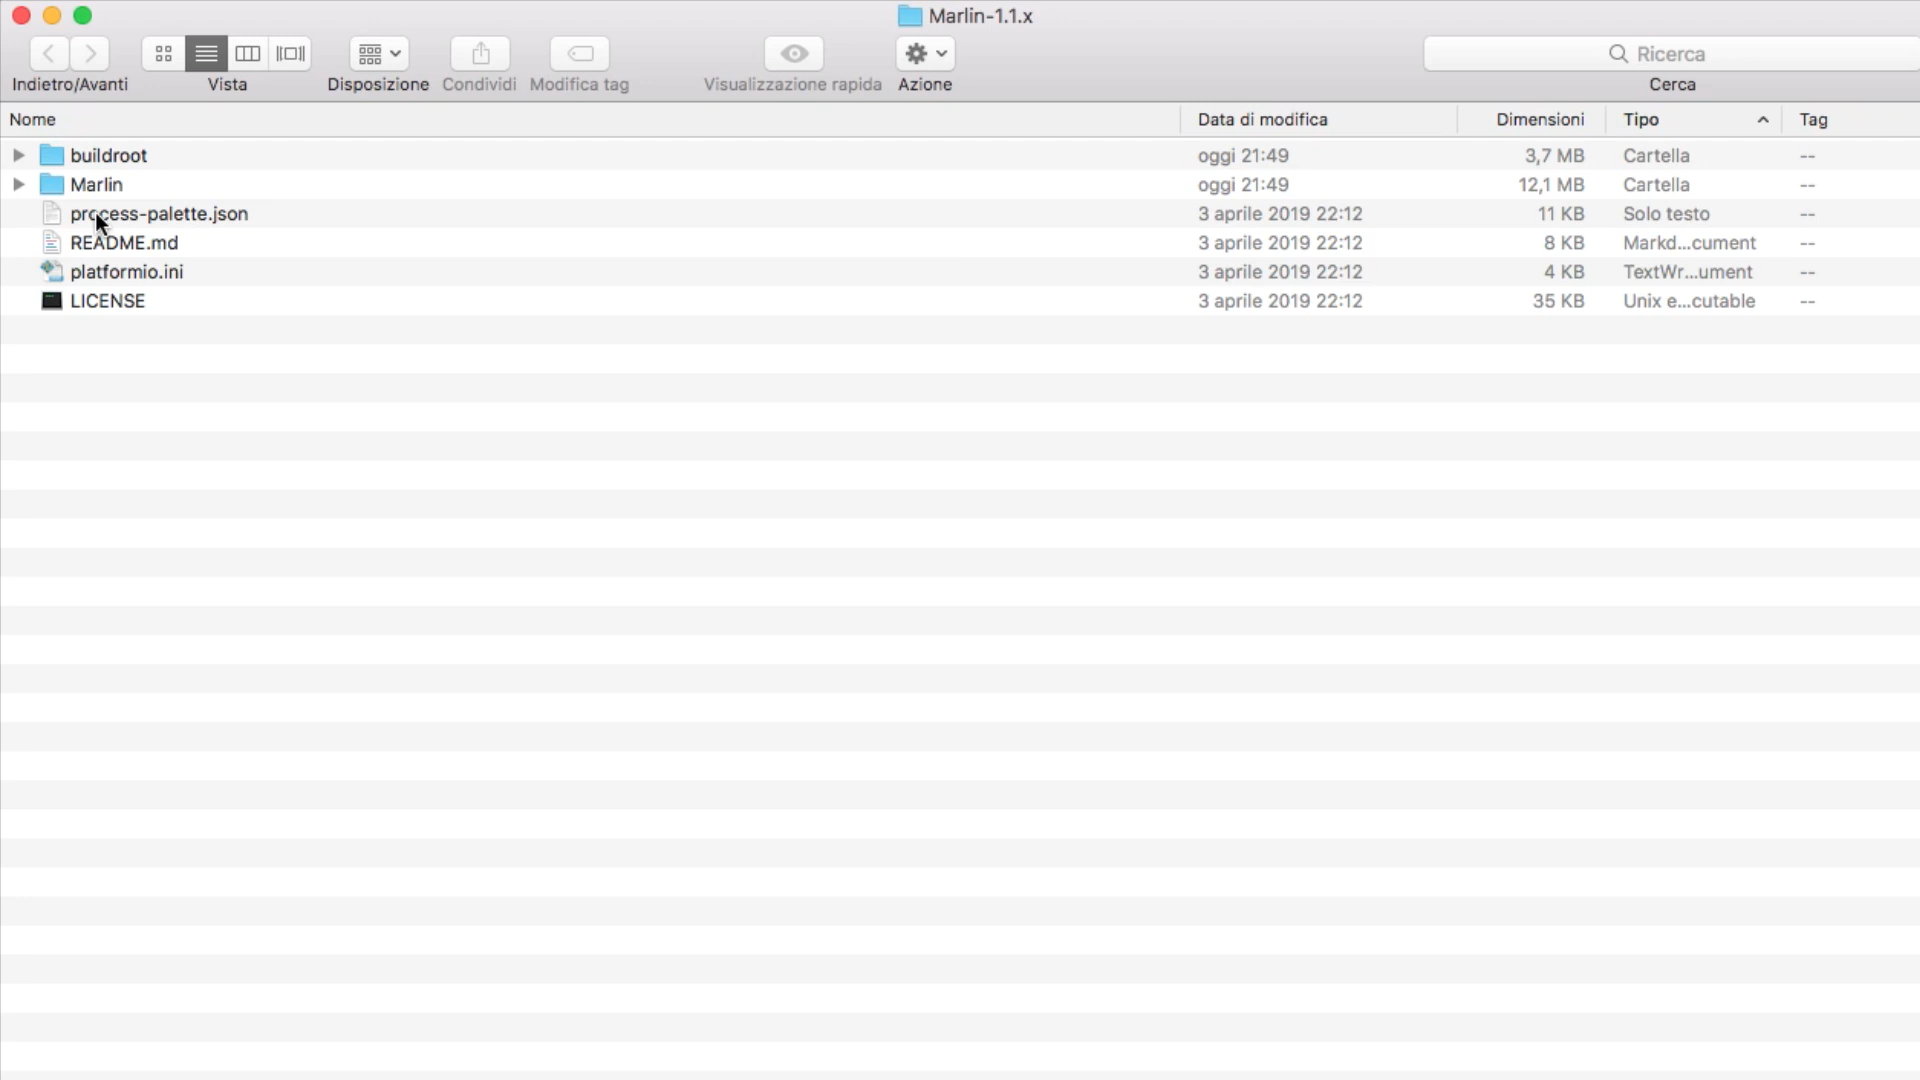 Marlin-1.1.x
Ricerca
Indietro/Avanti Vista Disposizione Condividi Modifica tag Visualizzazione rapida Azione Cerca
Nome Data di modifica Dimensioni Tipo Tag
buildroot oggi 21:49 3,7 MB Cartella --
Marlin oggi 21:49 12,1 MB Cartella --
process-palette.json 3 aprile 2019 22:12 11 KB Solo testo --
README.md 3 aprile 2019 22:12 8 KB Markd...cument --
platformio.ini 3 aprile 2019 22:12 4 KB TextWr...ument --
LICENSE 3 aprile 2019 22:12 35 KB Unix e...cutable --